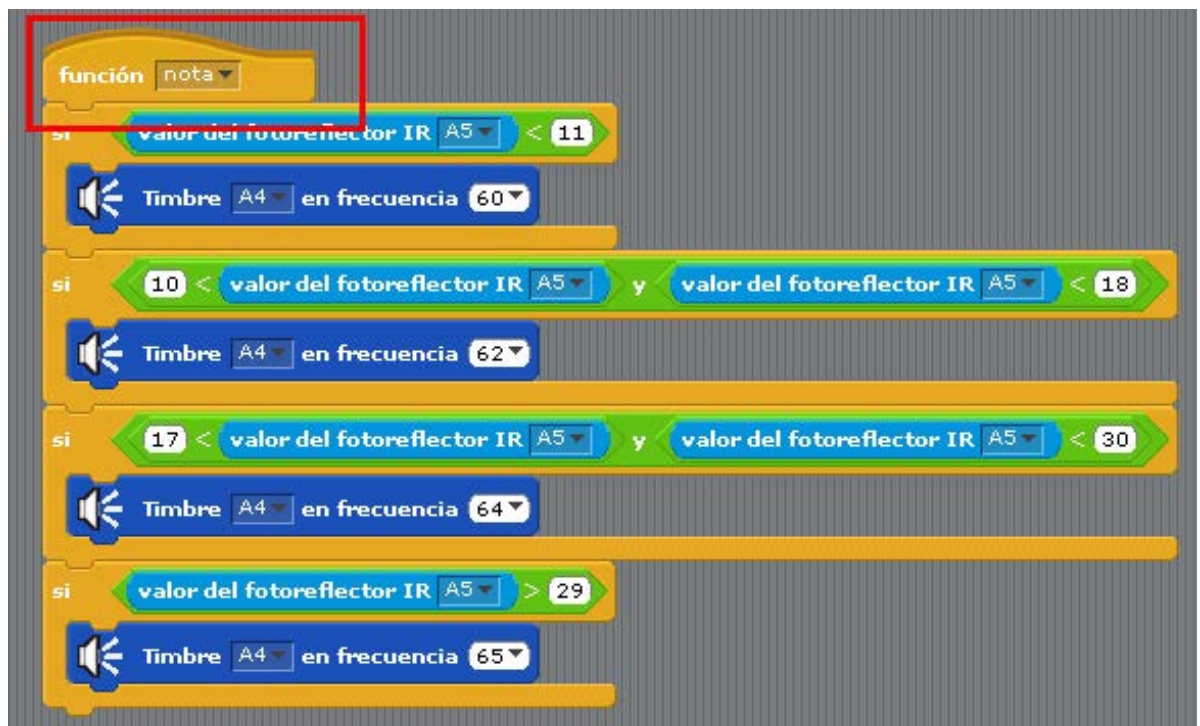 función nota
si valor del fotoreflector IR A5 < 11
Timbre A4 en frecuencia 60
si 10 < valor del fotoreflector IR A5 y valor del fotoreflector IR A5 < 18
Timbre A4 en frecuencia 62
si 17 < valor del fotoreflector IR A5 y valor del fotoreflector IR A5 < 30
Timbre A4 en frecuencia 64
si valor del fotoreflector IR A5 > 29
Timbre A4 en frecuencia 65